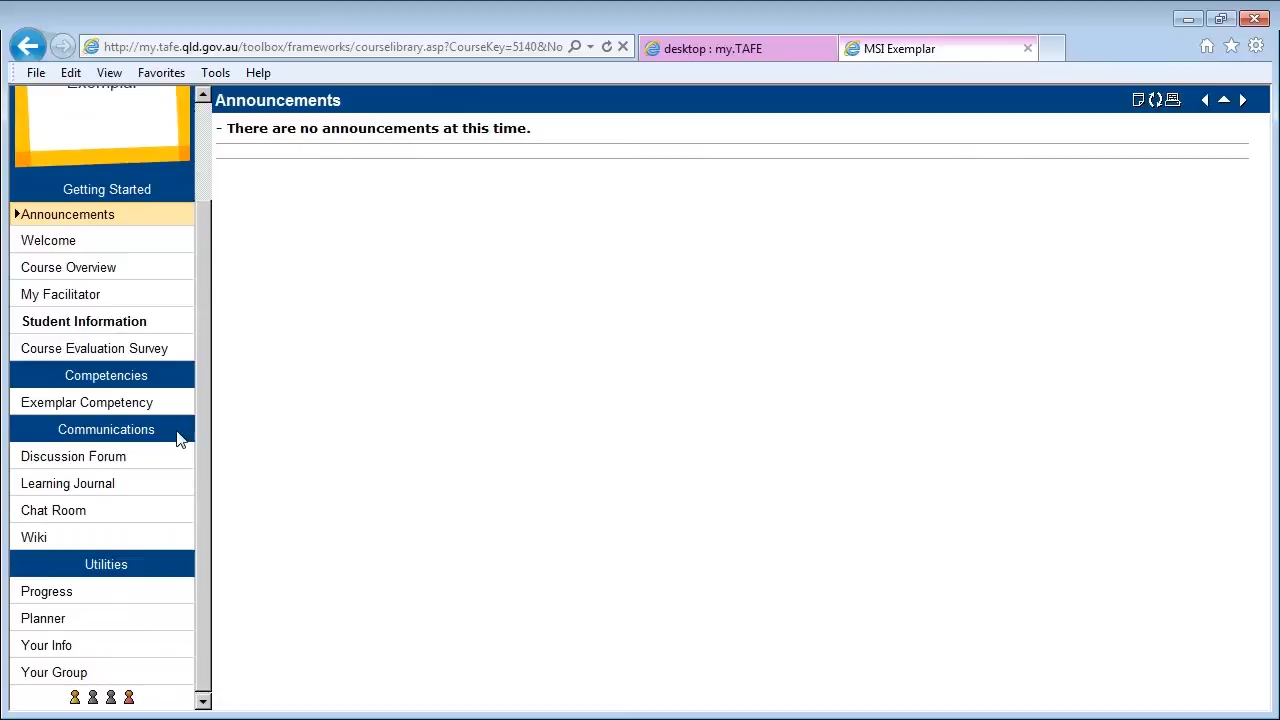 http://my.tafe.qld.gov.au/toolbox/frameworks/courselibrary.asp?CourseKey=5140&No
desktop : my.TAFE
MSI Exemplar
File Edit View Favorites Tools Help
Exemplar
Announcements
- There are no announcements at this time.
Getting Started
Announcements
Welcome
Course Overview
My Facilitator
Student Information
Course Evaluation Survey
Competencies
Exemplar Competency
Communications
Discussion Forum
Learning Journal
Chat Room
Wiki
Utilities
Progress
Planner
Your Info
Your Group